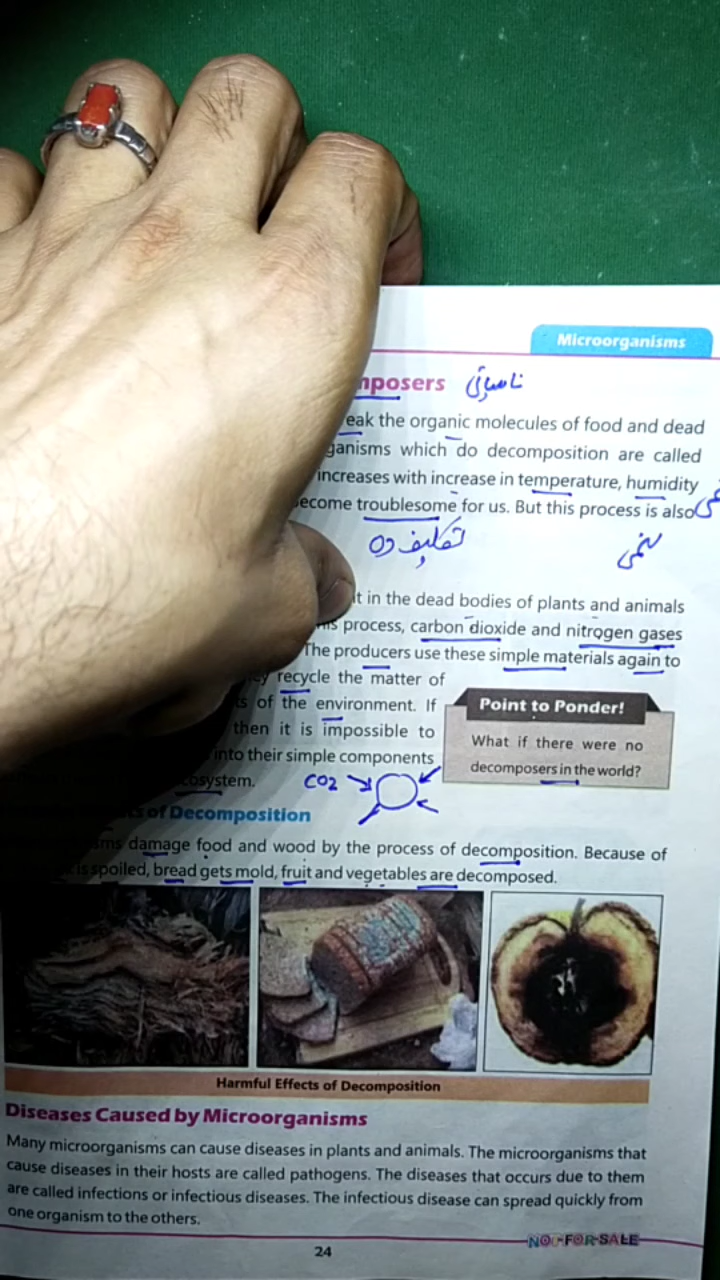 Microorganisms
mposers
eak the organic molecules of food and dead
ganisms which do decomposition are called
increases with increase in temperature, humidity
ecome troublesome for us. But this process is also
تکلیف دہ
it in the dead bodies of plants and animals
his process, carbon dioxide and nitrogen gases
The producers use these simple materials again to
ey recycle the matter of
s of the environment. If
then it is impossible to
into their simple components
cosystem.
Point to Ponder!
What if there were no
decomposers in the world?
CO2
of Decomposition
ms damage food and wood by the process of decomposition. Because of
is spoiled, bread gets mold, fruit and vegetables are decomposed.
Harmful Effects of Decomposition
Diseases Caused by Microorganisms
Many microorganisms can cause diseases in plants and animals. The microorganisms that
cause diseases in their hosts are called pathogens. The diseases that occurs due to them
are called infections or infectious diseases. The infectious disease can spread quickly from
one organism to the others.
24
NOT FOR SALE